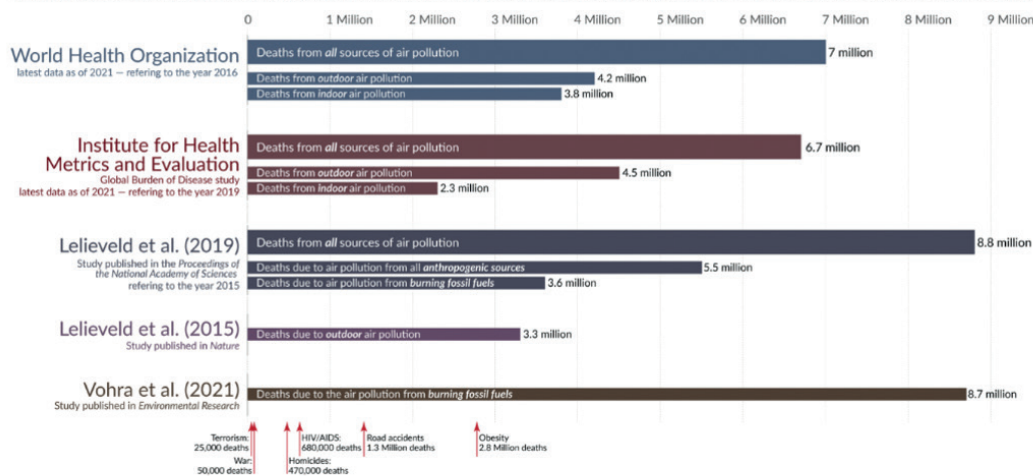 0 1 Million 2 Million 3 Million 4 Million 5 Million 6 Million 7 Million 8 Million 9 Million
World Health Organization
latest data as of 2021 — refering to the year 2016
Deaths from all sources of air pollution 7 million
Deaths from outdoor air pollution 4.2 million
Deaths from indoor air pollution 3.8 million
Institute for Health
Metrics and Evaluation
Global Burden of Disease study
latest data as of 2021 — refering to the year 2019
Deaths from all sources of air pollution 6.7 million
Deaths from outdoor air pollution 4.5 million
Deaths from indoor air pollution 2.3 million
Lelieveld et al. (2019)
Study published in the Proceedings of
the National Academy of Sciences
refering to the year 2015
Deaths from all sources of air pollution 8.8 million
Deaths due to air pollution from all anthropogenic sources 5.5 million
Deaths due to air pollution from burning fossil fuels 3.6 million
Lelieveld et al. (2015)
Study published in Nature
Deaths due to outdoor air pollution 3.3 million
Vohra et al. (2021)
Study published in Environmental Research
Deaths due to the air pollution from burning fossil fuels 8.7 million
Terrorism:
25,000 deaths
War:
50,000 deaths
HIV/AIDS:
680,000 deaths
Homicides:
470,000 deaths
Road accidents
1.3 Million deaths
Obesity
2.8 Million deaths